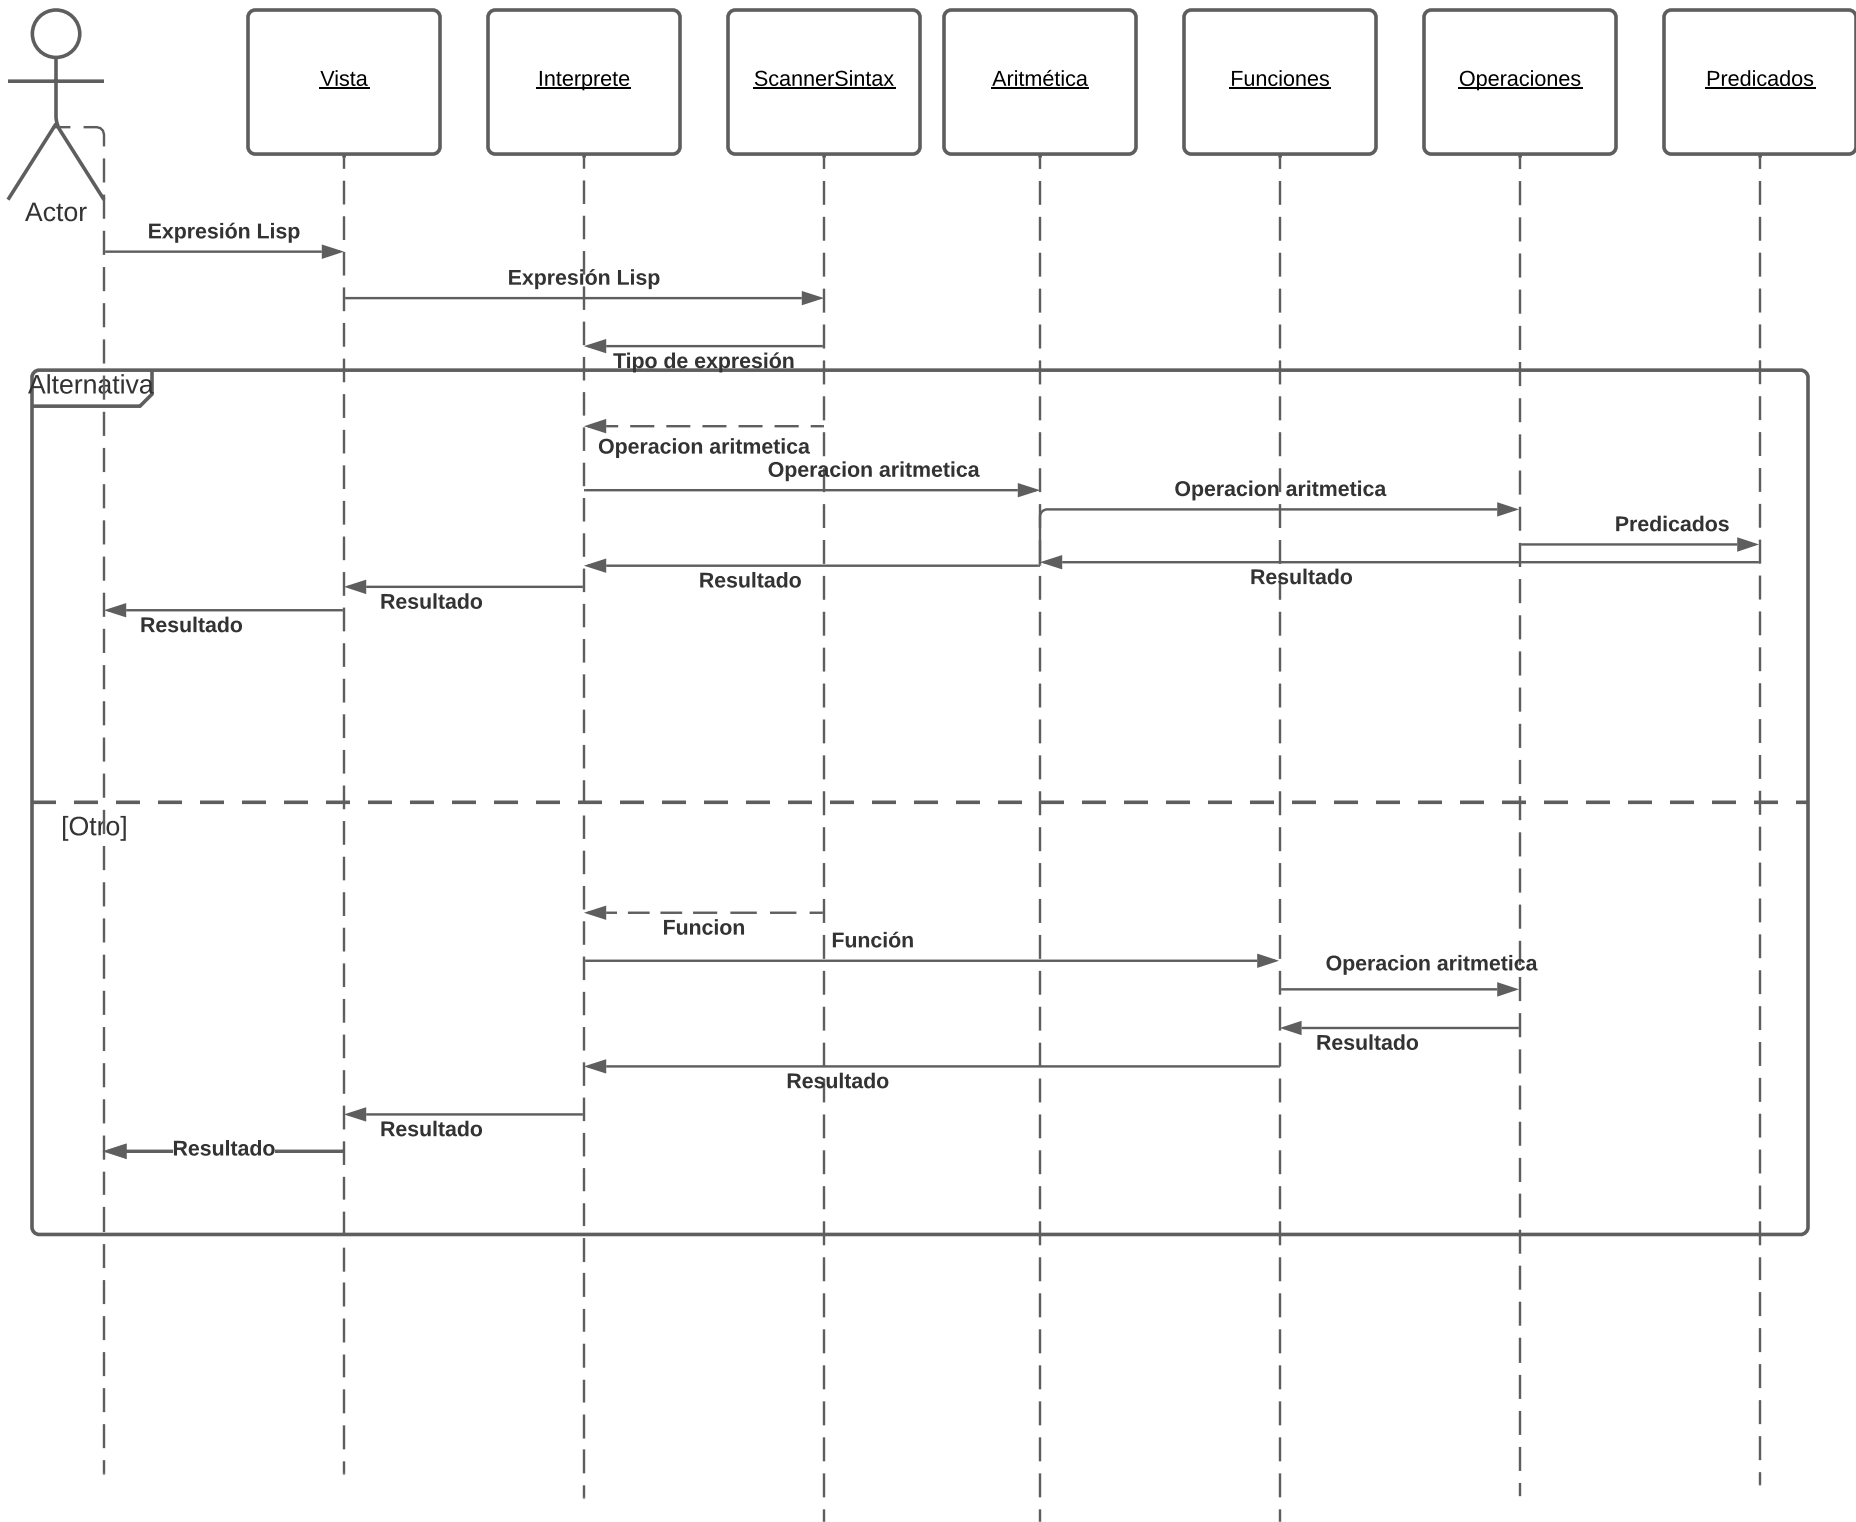 Vista
Interprete
ScannerSintax
Aritmética
Funciones
Operaciones
Predicados
Actor
Expresión Lisp
Expresión Lisp
Tipo de expresión
Alternativa
Operacion aritmetica
Operacion aritmetica
Operacion aritmetica
Predicados
Resultado
Resultado
Resultado
Resultado
[Otro]
Funcion
Función
Operacion aritmetica
Resultado
Resultado
Resultado
Resultado